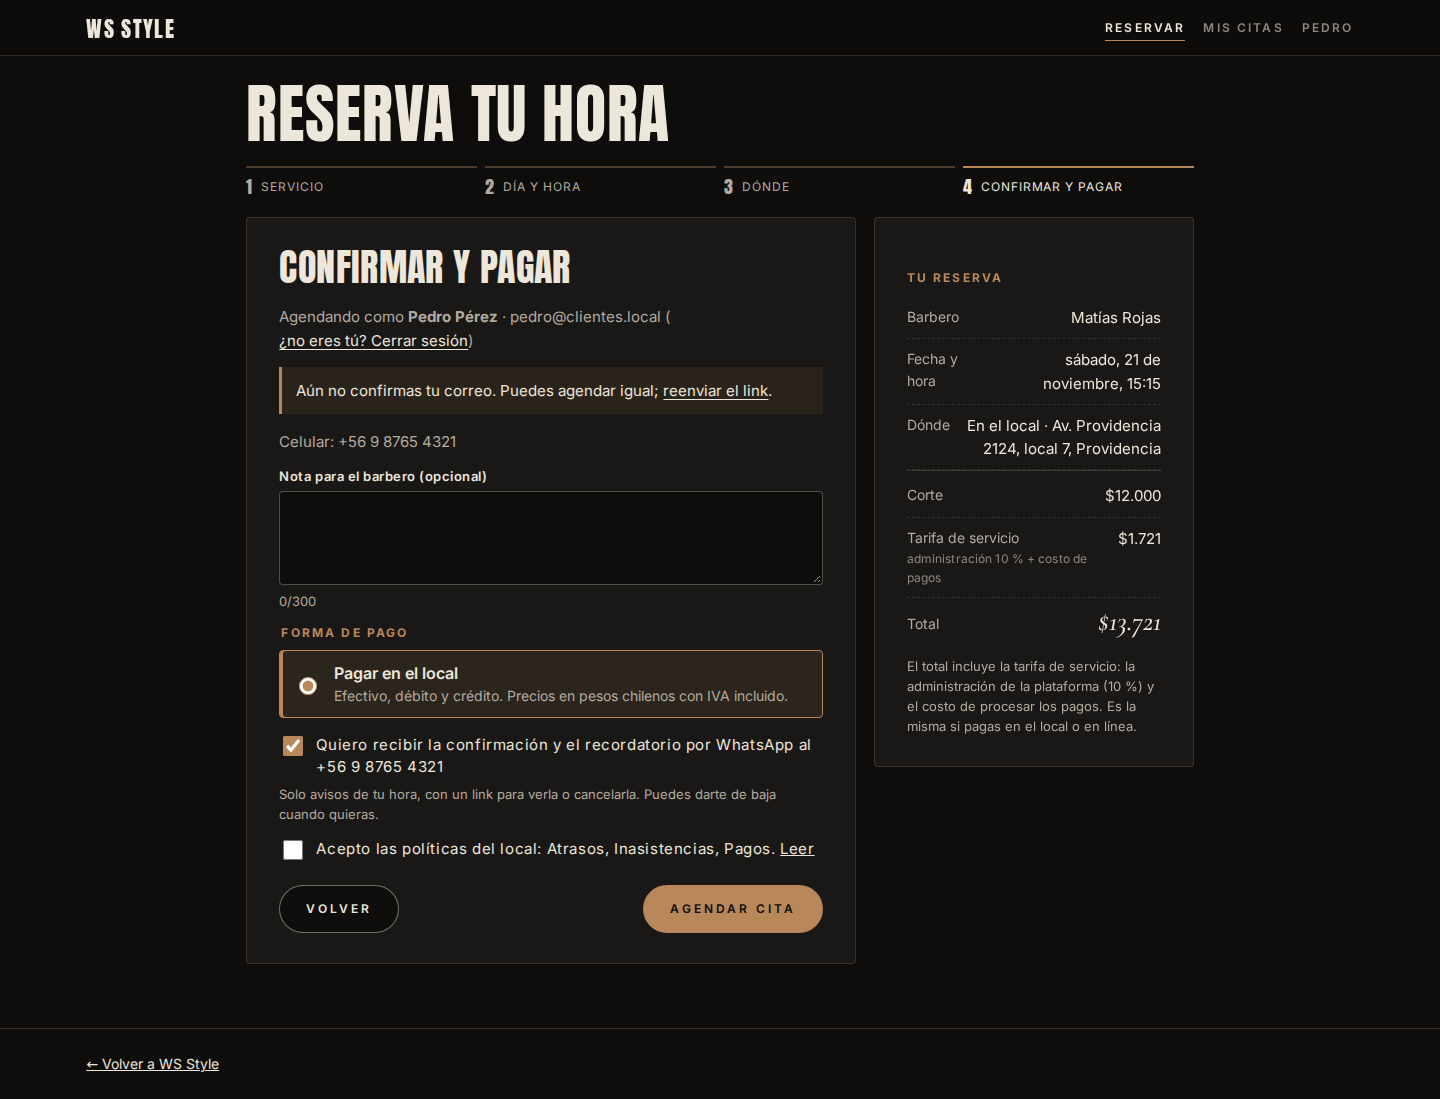 WS STYLE
RESERVAR MIS CITAS PEDRO
RESERVA TU HORA
1 SERVICIO
2 DÍA Y HORA
3 DÓNDE
4 CONFIRMAR Y PAGAR
CONFIRMAR Y PAGAR
Agendando como Pedro Pérez · pedro@clientes.local (
¿no eres tú? Cerrar sesión)
Aún no confirmas tu correo. Puedes agendar igual; reenviar el link.
Celular: +56 9 8765 4321
Nota para el barbero (opcional)
0/300
FORMA DE PAGO
Pagar en el local
Efectivo, débito y crédito. Precios en pesos chilenos con IVA incluido.
Quiero recibir la confirmación y el recordatorio por WhatsApp al
+56 9 8765 4321
Solo avisos de tu hora, con un link para verla o cancelarla. Puedes darte de baja
cuando quieras.
Acepto las políticas del local: Atrasos, Inasistencias, Pagos. Leer
VOLVER
AGENDAR CITA
TU RESERVA
Barbero Matías Rojas
Fecha y sábado, 21 de
hora noviembre, 15:15
Dónde En el local · Av. Providencia
2124, local 7, Providencia
Corte $12.000
Tarifa de servicio $1.721
administración 10 % + costo de
pagos
Total $13.721
El total incluye la tarifa de servicio: la
administración de la plataforma (10 %) y
el costo de procesar los pagos. Es la
misma si pagas en el local o en línea.
← Volver a WS Style